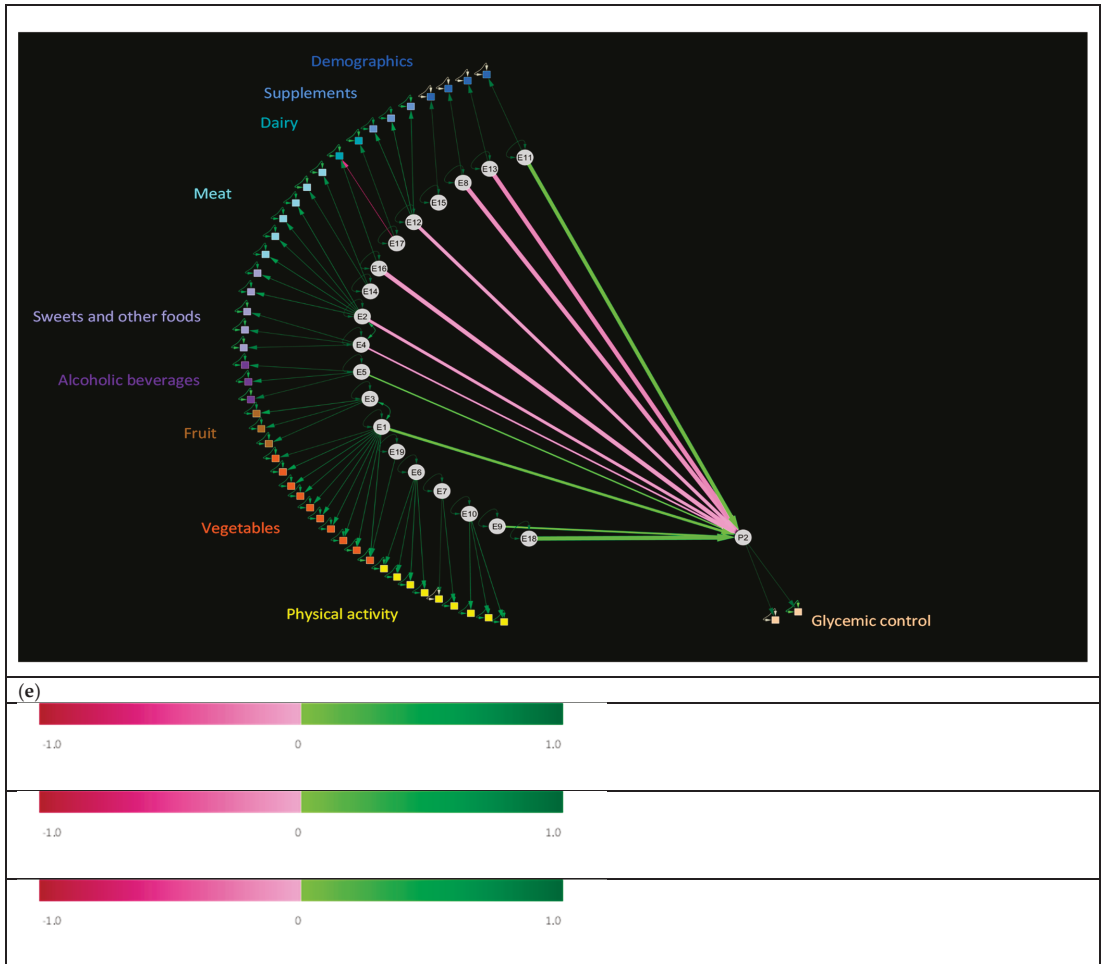 Demographics
Supplements
Dairy
Meat
Sweets and other foods
Alcoholic beverages
Fruit
Vegetables
Physical activity
Glycemic control
E11
E13
E8
E15
E12
E17
E16
E14
E2
E4
E5
E3
E1
E19
E6
E7
E10
E9
E18
P2
(e)
-1.0 0 1.0
-1.0 0 1.0
-1.0 0 1.0